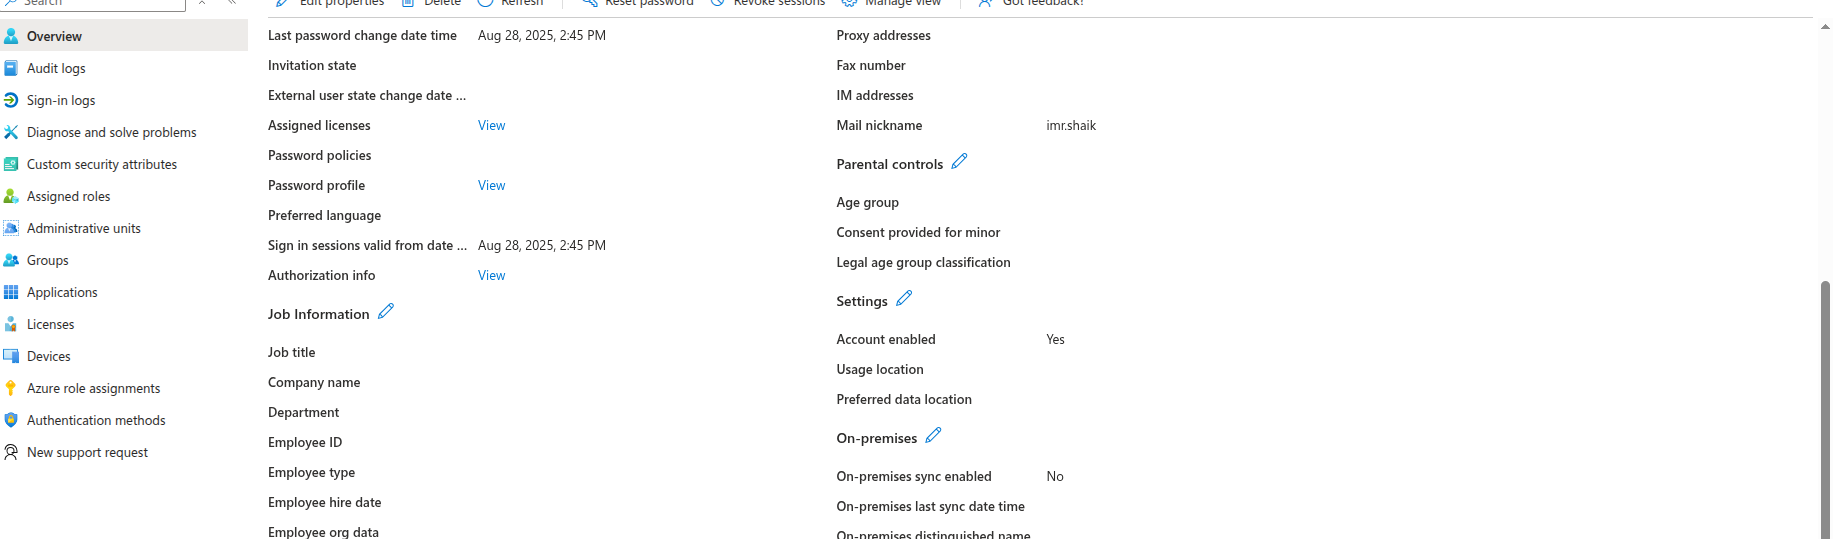 Search
Edit properties
Delete
Refresh
Reset password
Revoke sessions
Manage view
Got feedback?
Overview
Audit logs
Sign-in logs
Diagnose and solve problems
Custom security attributes
Assigned roles
Administrative units
Groups
Applications
Licenses
Devices
Azure role assignments
Authentication methods
New support request
Last password change date time Aug 28, 2025, 2:45 PM
Invitation state
External user state change date ...
Assigned licenses View
Password policies
Password profile View
Preferred language
Sign in sessions valid from date ... Aug 28, 2025, 2:45 PM
Authorization info View
Job Information
Job title
Company name
Department
Employee ID
Employee type
Employee hire date
Employee org data
Proxy addresses
Fax number
IM addresses
Mail nickname imr.shaik
Parental controls
Age group
Consent provided for minor
Legal age group classification
Settings
Account enabled Yes
Usage location
Preferred data location
On-premises
On-premises sync enabled No
On-premises last sync date time
On-premises distinguished name